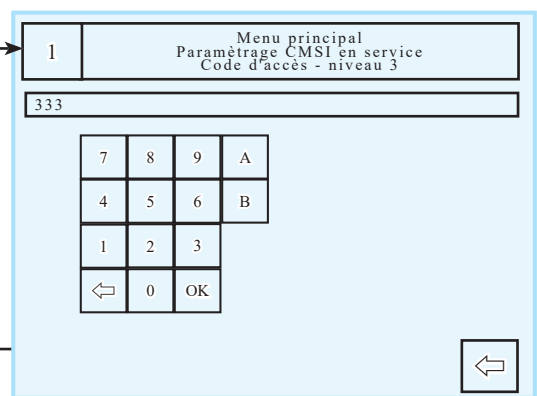 1
Menu principal
Paramètrage CMSI en service
Code d'accès - niveau 3
333
7 8 9 A
4 5 6 B
1 2 3
0 OK